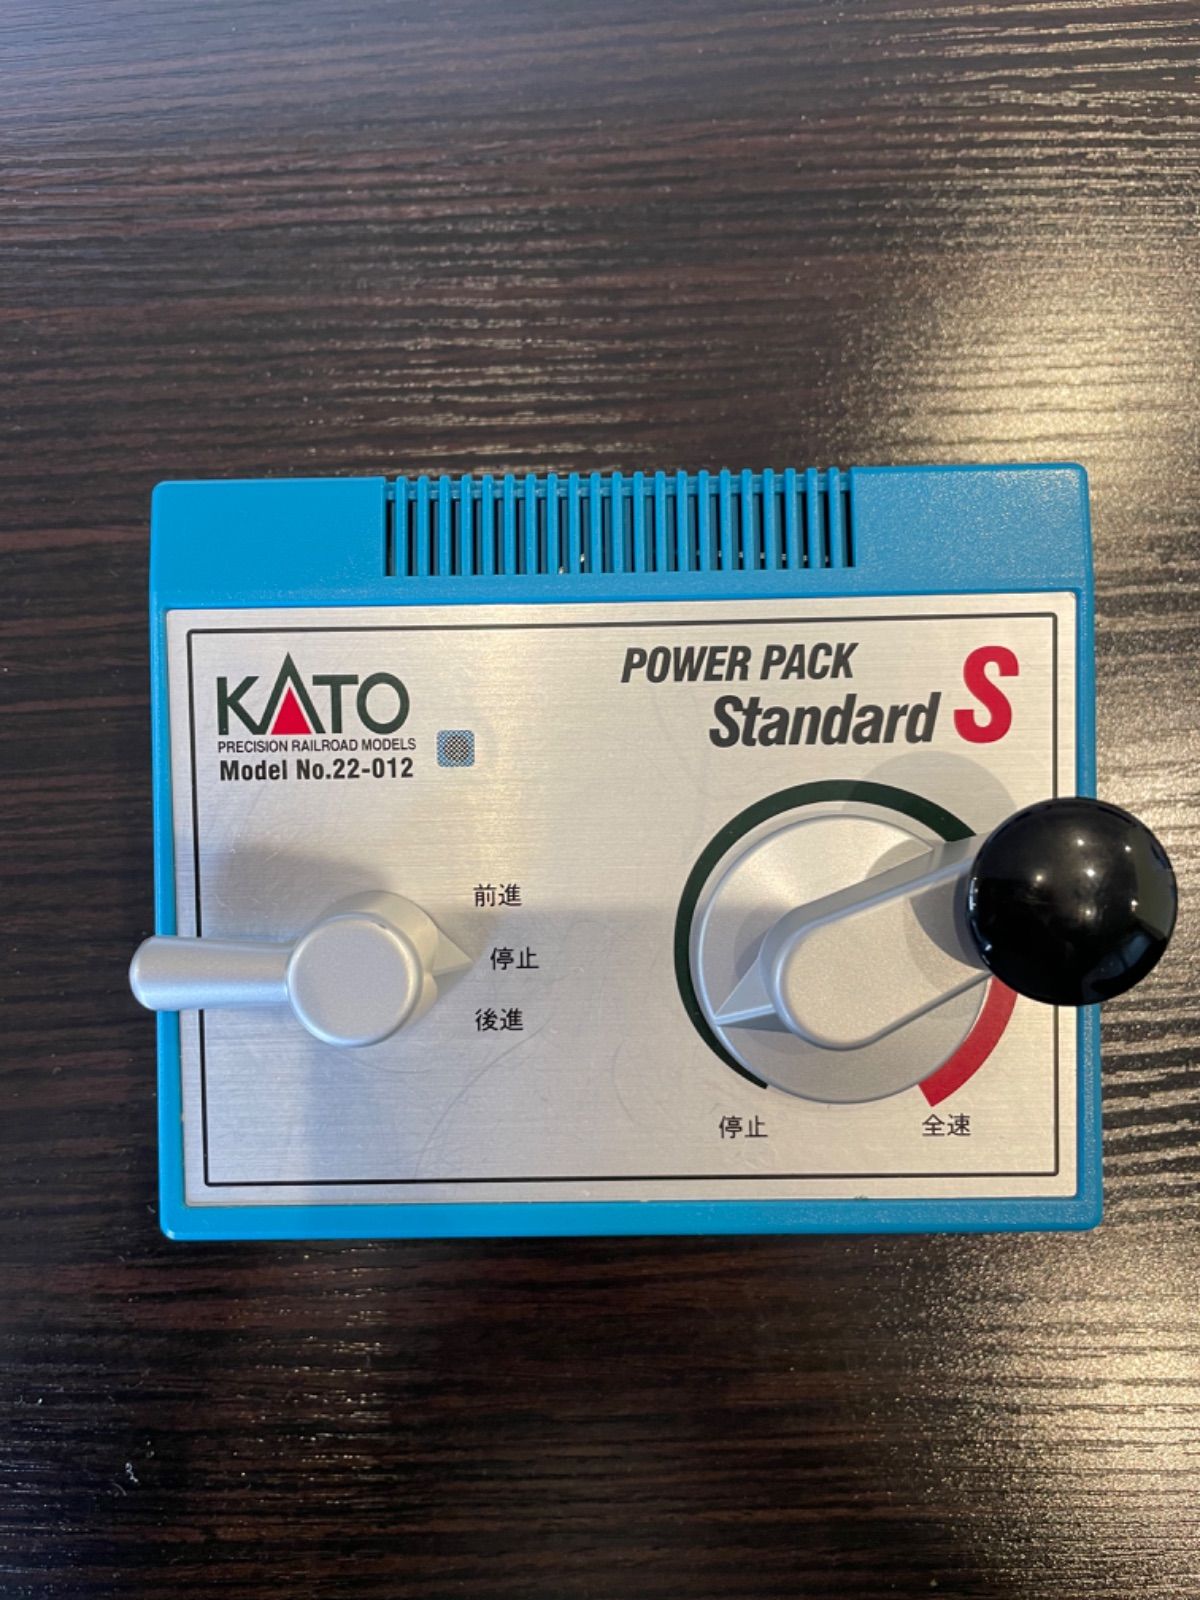 KATO
PRECISION RAILROAD MODELS
Model No.22-012
POWER PACK
Standard S
前進
停止
後進
停止
全速